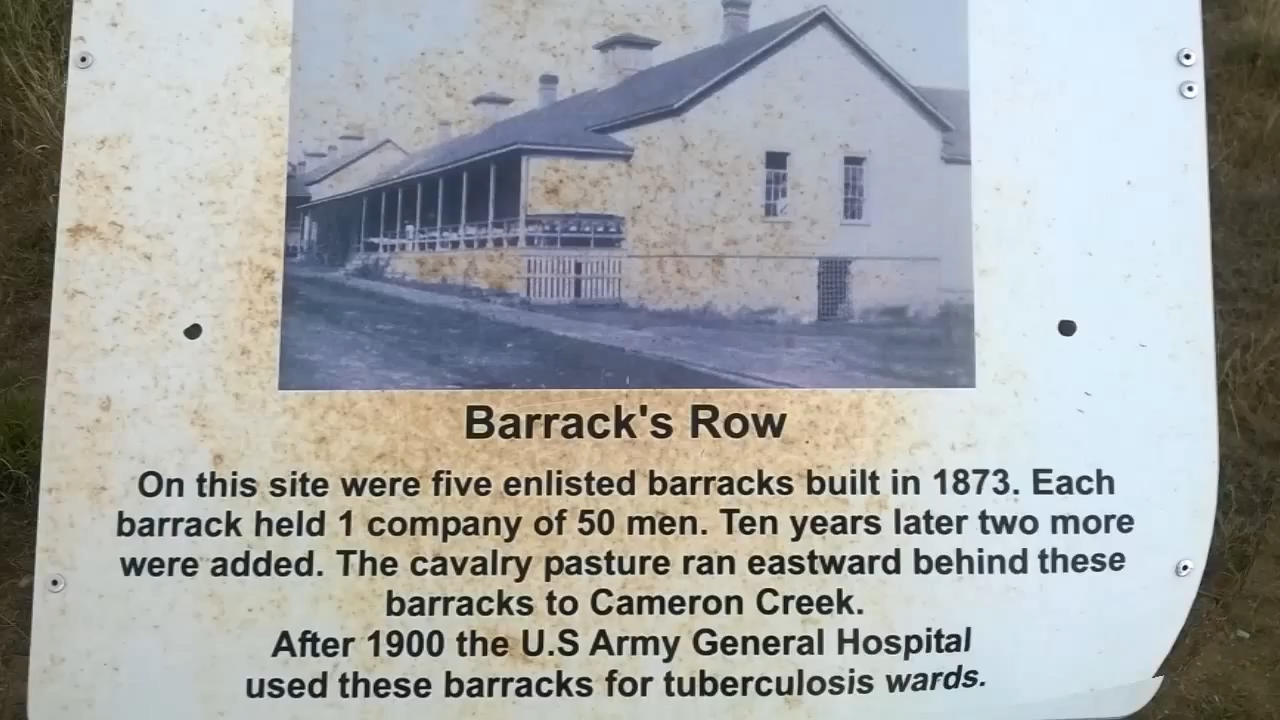 Barrack's Row
On this site were five enlisted barracks built in 1873. Each
barrack held 1 company of 50 men. Ten years later two more
were added. The cavalry pasture ran eastward behind these
barracks to Cameron Creek.
After 1900 the U.S Army General Hospital
used these barracks for tuberculosis wards.